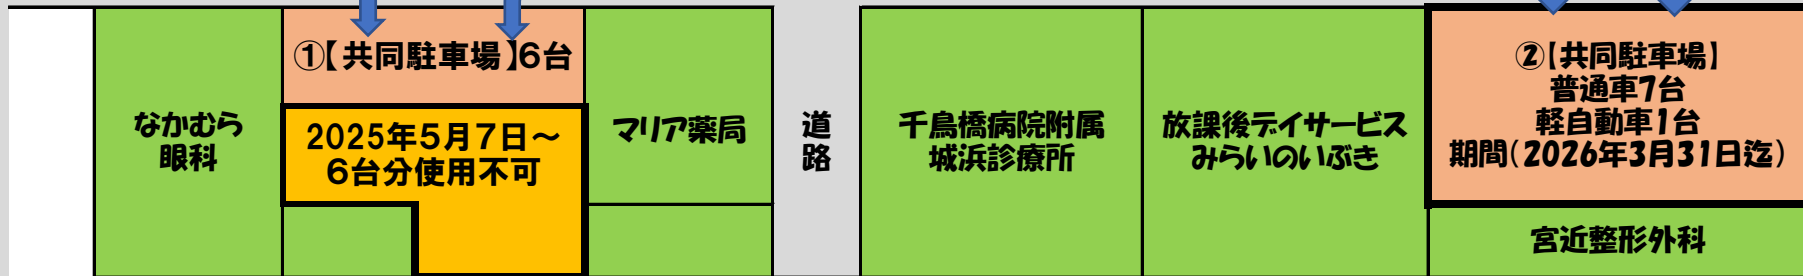 なかむら
眼科
①【共同駐車場】6台
2025年5月7日～
6台分使用不可
マリア薬局
道
路
千鳥橋病院附属
城浜診療所
放課後デイサービス
みらいのいぶき
②【共同駐車場】
普通車7台
軽自動車1台
期間(2026年3月31日迄)
宮近整形外科